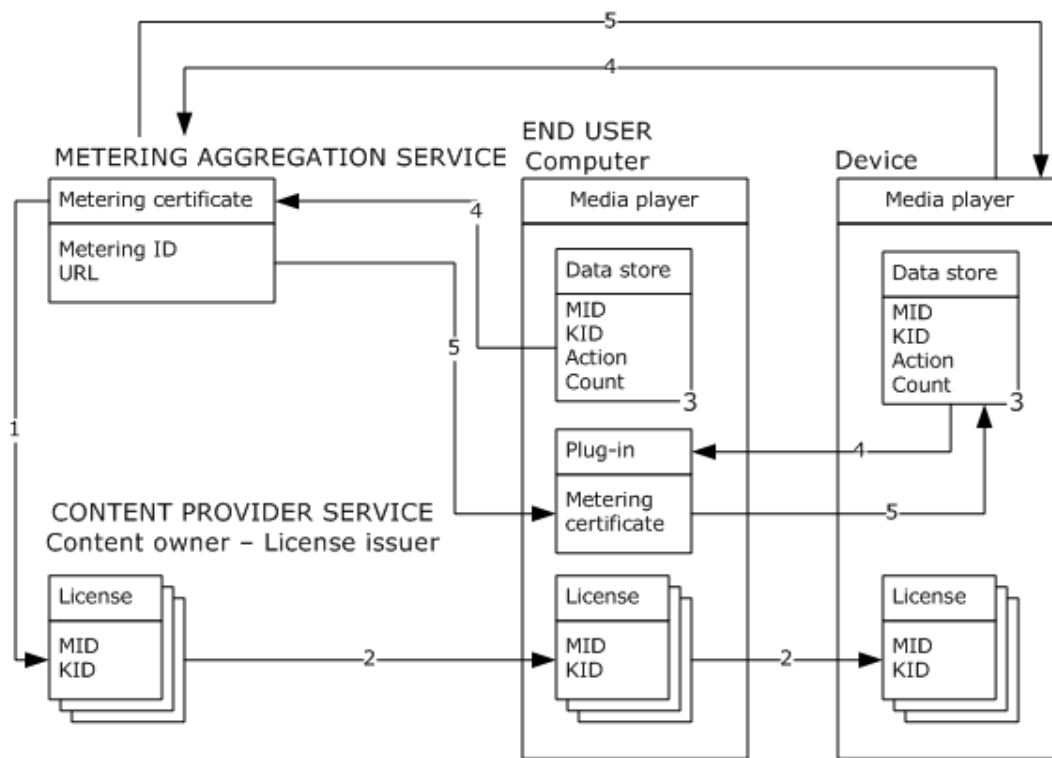 5
4
END USER
METERING AGGREGATION SERVICE
Computer
Device
Metering certificate
Metering ID
URL
4
5
1
Media player
Data store
MID
KID
Action
Count
3
Plug-in
Metering
certificate
Media player
Data store
MID
KID
Action
Count
3
4
5
CONTENT PROVIDER SERVICE
Content owner – License issuer
License
MID
KID
2
License
MID
KID
2
License
MID
KID